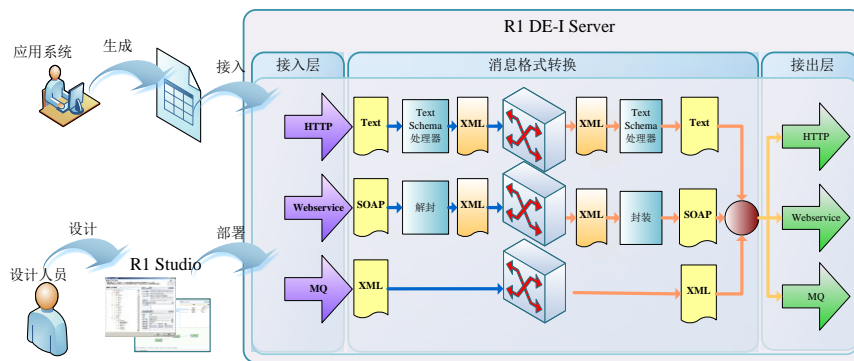 R1 DE-I Server
应用系统
生成
接入
接入层
消息格式转换
接出层
HTTP
Text
Text
Schema
处理器
XML
XML
Text
Schema
处理器
Text
HTTP
Webservice
SOAP
解封
XML
XML
封装
SOAP
Webservice
设计
部署
R1 Studio
设计人员
MQ
XML
XML
MQ